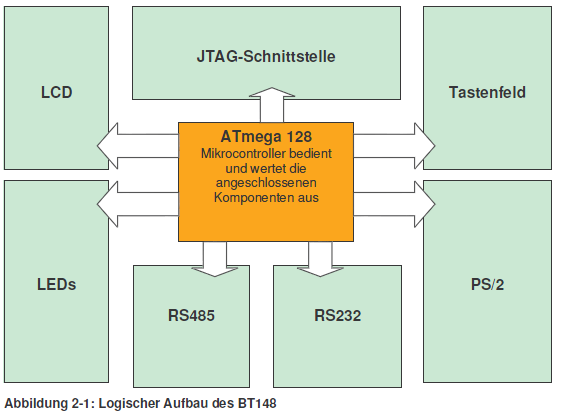 JTAG-Schnittstelle
LCD
Tastenfeld
ATmega 128
Mikrocontroller bedient
und wertet die
angeschlossenen
Komponenten aus
LEDs
RS485
RS232
PS/2
Abbildung 2-1: Logischer Aufbau des BT148